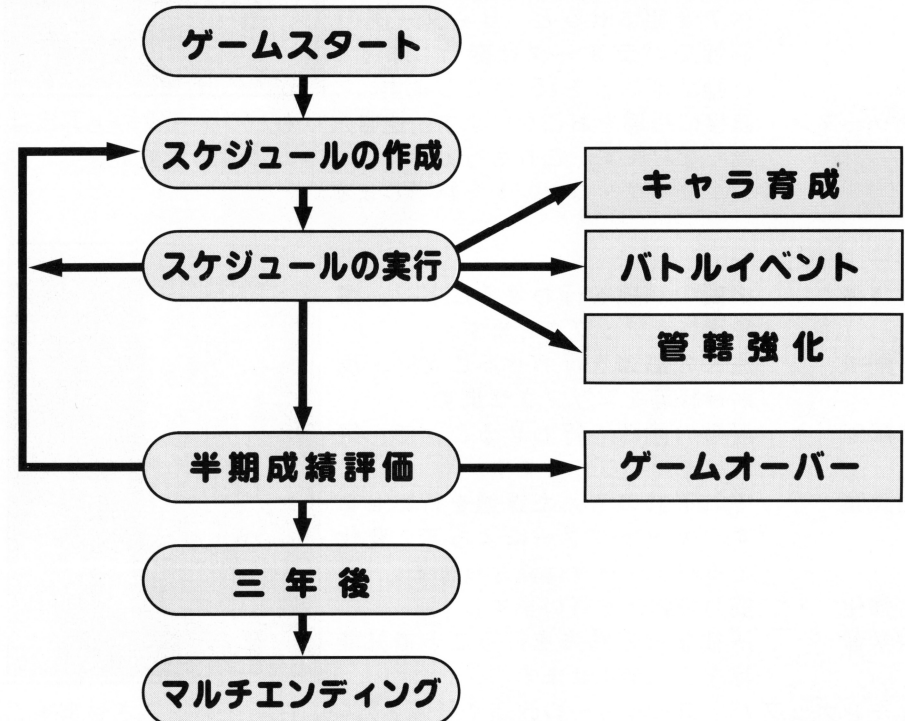 ゲームスタート
スケジュールの作成
スケジュールの実行
キャラ育成
バトルイベント
管轄強化
半期成績評価
ゲームオーバー
三年後
マルチエンディング